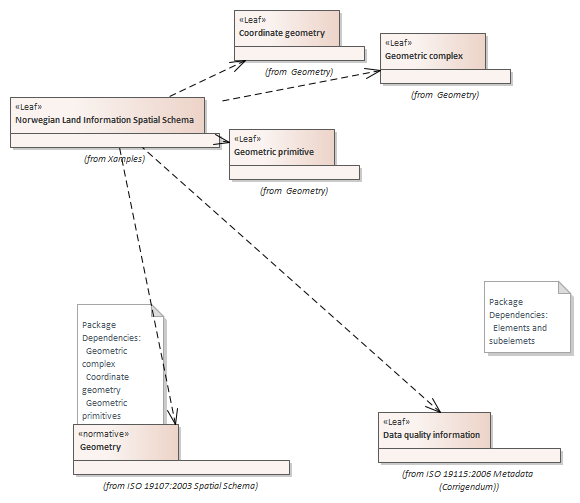 «Leaf»
Coordinate geometry
(from  Geometry)
«Leaf»
Geometric complex
(from  Geometry)
«Leaf»
Norwegian Land Information Spatial Schema
(from Xamples)
«Leaf»
Geometric primitive
(from  Geometry)
Package
Dependencies:
Elements and
subelemets
Package
Dependencies:
Geometric
complex
Coordinate
geometry
Geometric
primitives
«normative»
Geometry
(from ISO 19107:2003 Spatial Schema)
«Leaf»
Data quality information
(from ISO 19115:2006 Metadata
(Corrigendum))